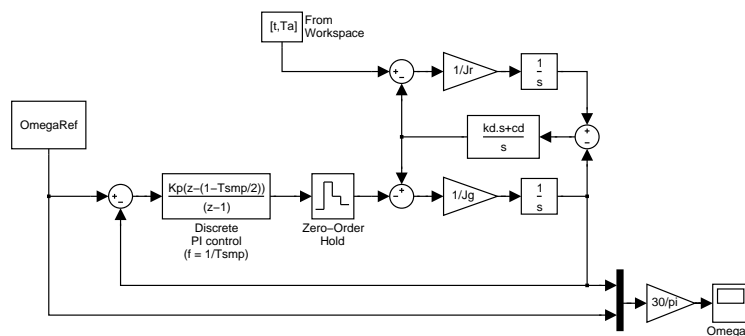 [t,Ta]
From
Workspace
1/Jr
1
s
OmegaRef
kd.s+cd
s
Kp(z−(1−Tsmp/2))
(z−1)
Discrete
PI control
(f = 1/Tsmp)
Zero−Order
Hold
1/Jg
1
s
30/pi
Omega